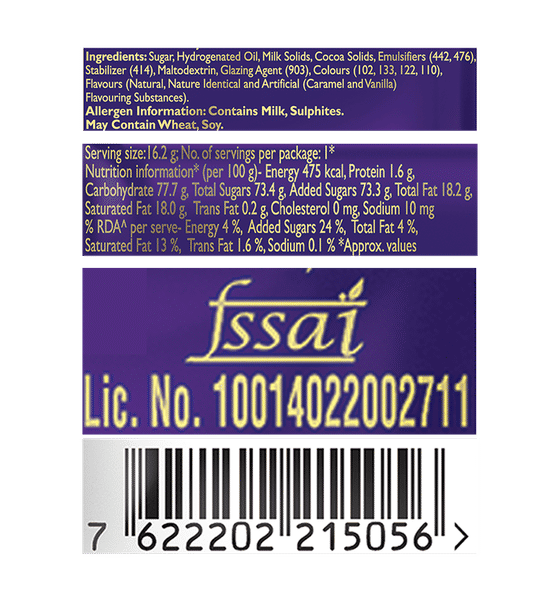 Ingredients: Sugar, Hydrogenated Oil, Milk Solids, Cocoa Solids, Emulsifiers (442, 476),
Stabilizer (414), Maltodextrin, Glazing Agent (903), Colours (102, 133, 122, 110),
Flavours (Natural, Nature Identical and Artificial (Caramel and Vanilla)
Flavouring Substances).
Allergen Information: Contains Milk, Sulphites.
May Contain Wheat, Soy.
Serving size:16.2 g; No. of servings per package: 1*
Nutrition information* (per 100 g)- Energy 475 kcal, Protein 1.6 g,
Carbohydrate 77.7 g, Total Sugars 73.4 g, Added Sugars 73.3 g, Total Fat 18.2 g,
Saturated Fat 18.0 g, Trans Fat 0.2 g, Cholesterol 0 mg, Sodium 10 mg
% RDA^ per serve- Energy 4 %, Added Sugars 24 %, Total Fat 4 %,
Saturated Fat 13 %, Trans Fat 1.6 %, Sodium 0.1 % *Approx. values
fssai
Lic. No. 10014022002711
7 622202 215056 >